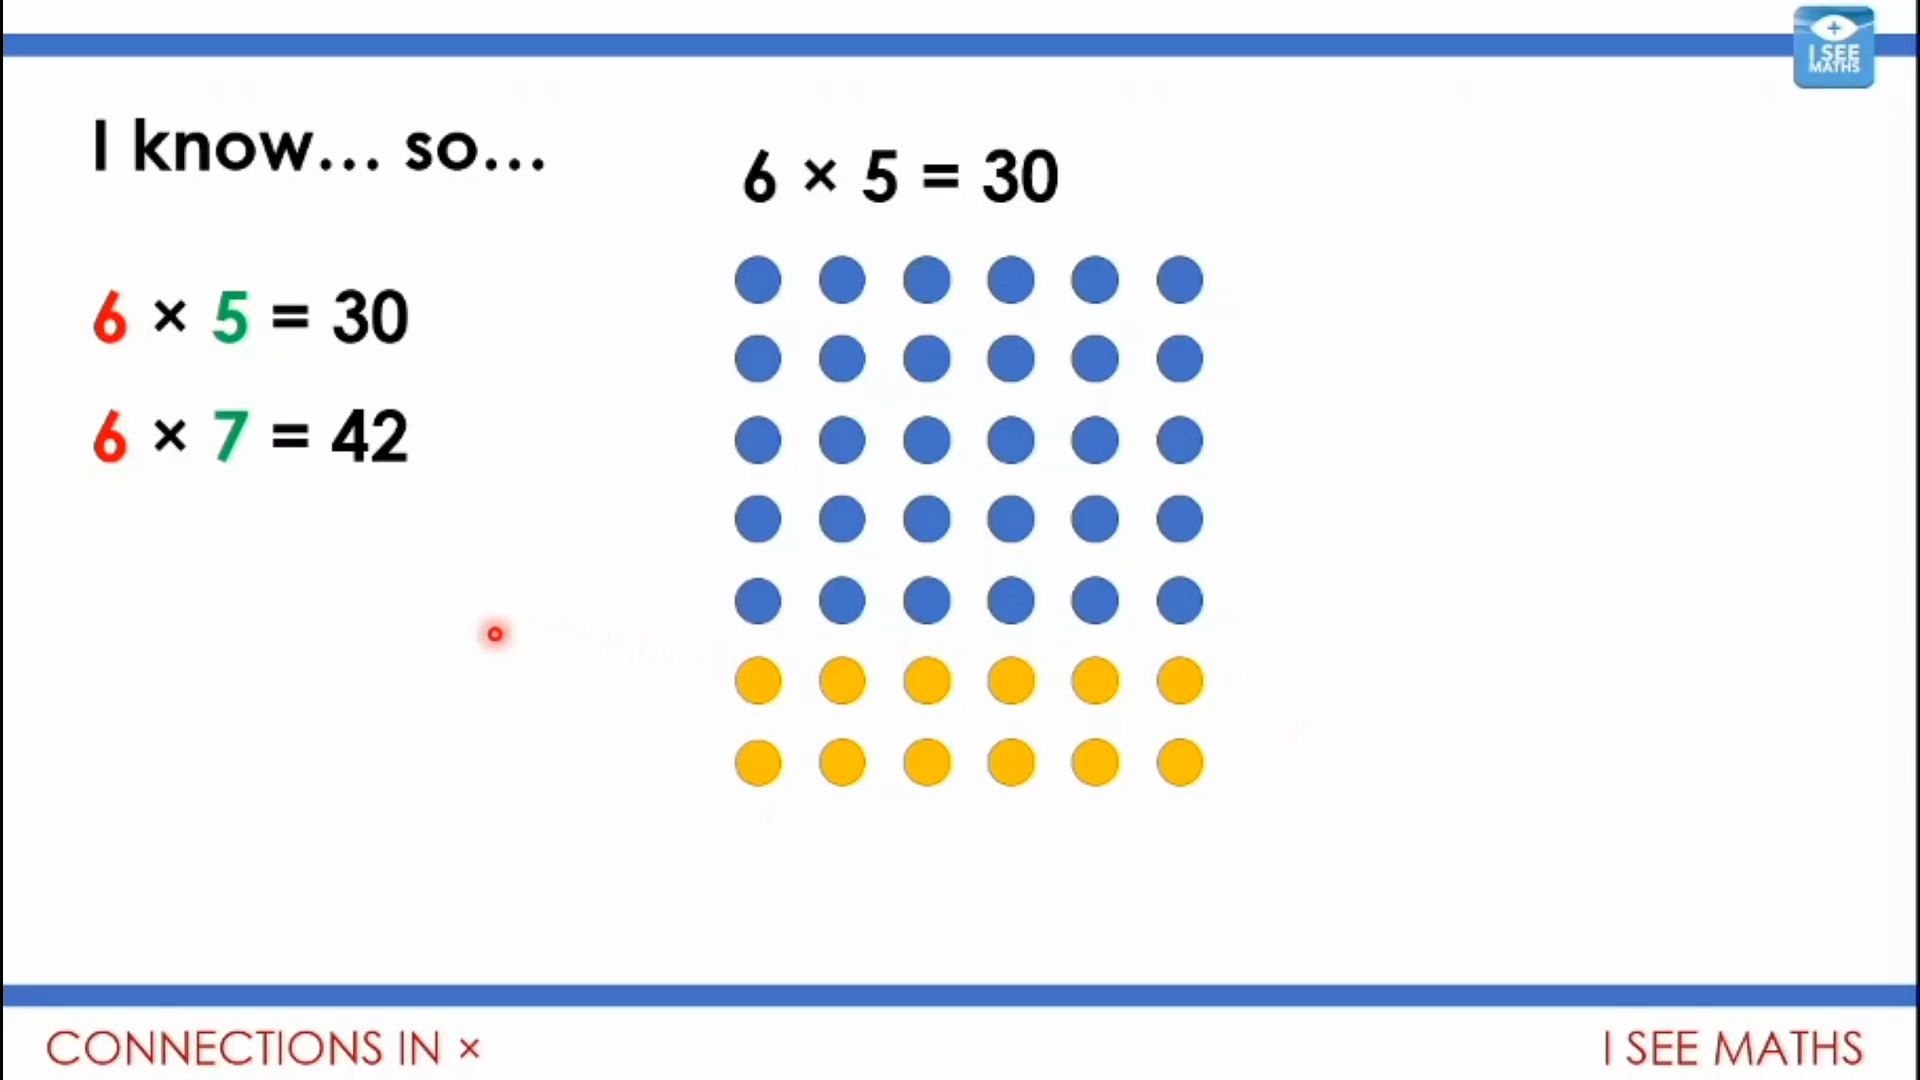 I SEE
MATHS
I know... so...
6 × 5 = 30
6 × 5 = 30
6 × 7 = 42
CONNECTIONS IN ×
I SEE MATHS